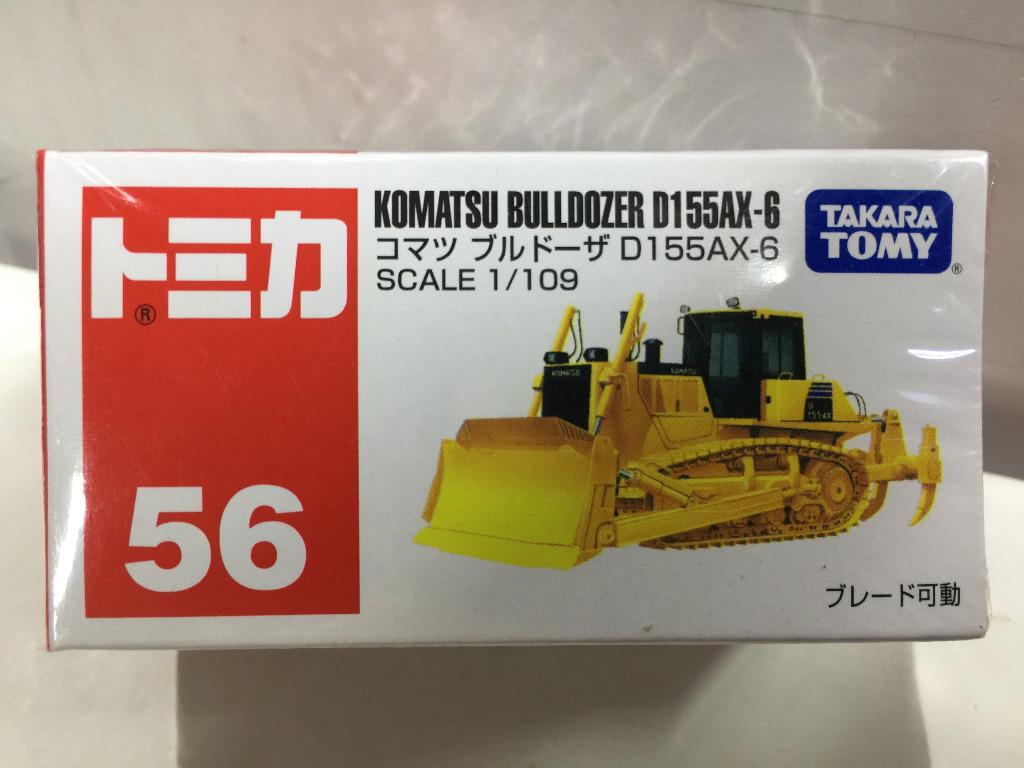 トミカ
®
56
KOMATSU BULLDOZER D155AX-6
コマツ ブルドーザ D155AX-6
SCALE 1/109
TAKARA
TOMY
®
KOMATSU
KOMATSU
D
155AX
ブレード可動